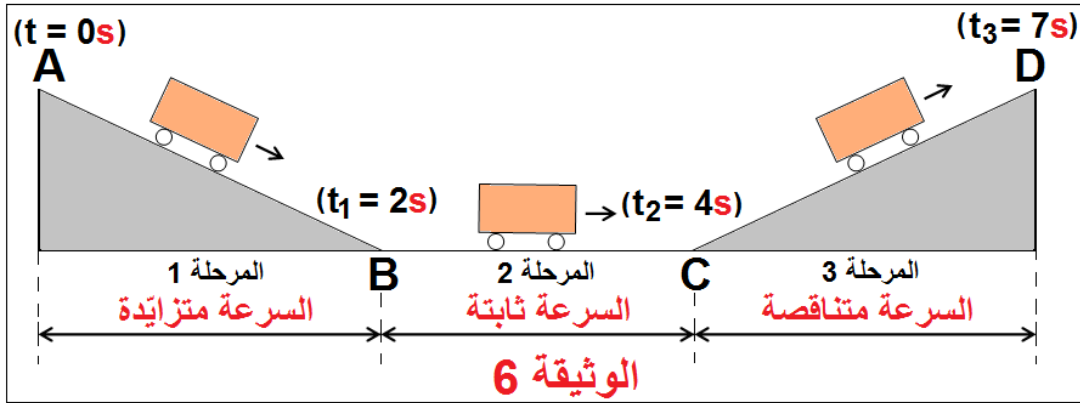 (t = 0s)
A
(t3 = 7s)
D
(t1 = 2s)
(t2 = 4s)
المرحلة 1
B
المرحلة 2
C
المرحلة 3
السرعة متزايّدة
السرعة ثابتة
السرعة متناقصة
الوثيقة 6